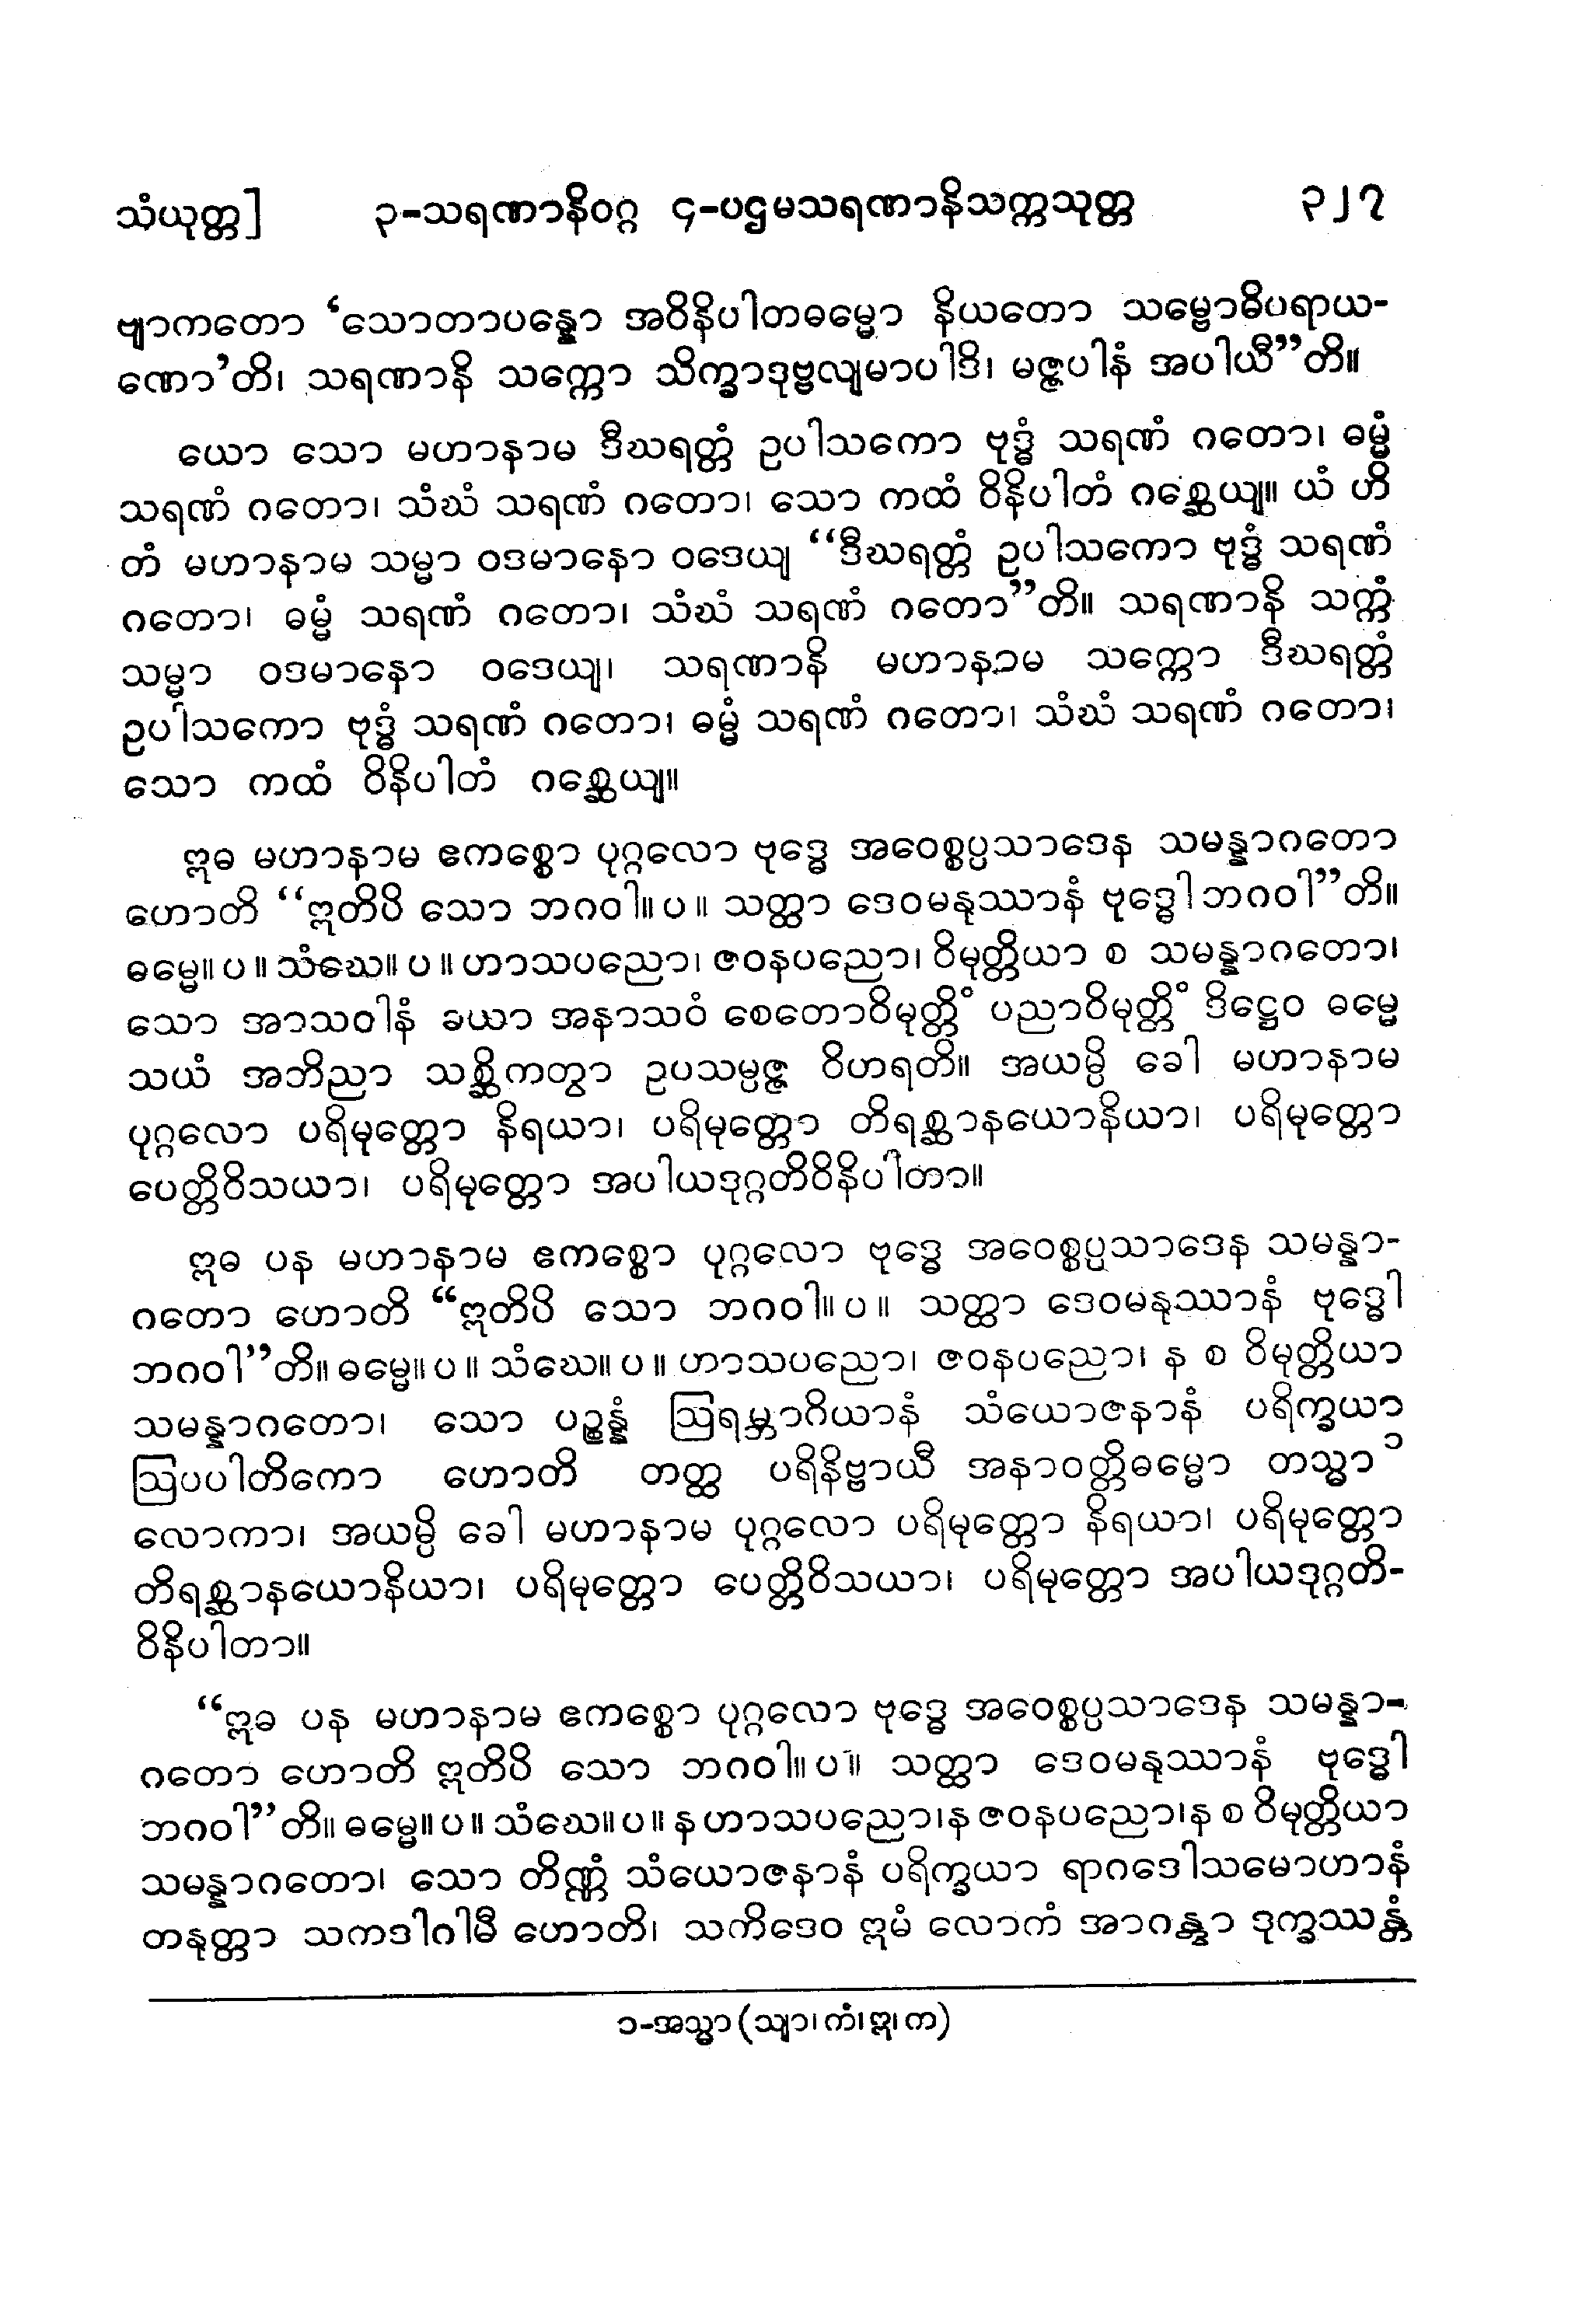 သံယုတ္တ]  ၃-သရဏာနိဝဂ္ဂ ၄-ပဌမသရဏာနိသက္ကသုတ္တ  ၃၂၇
ဗျာကတော ‘သောတာပန္နော အဝိနိပါတဓမ္မော နိယတော သမ္ဗောဓိပရာယ-
ဏော’တိ၊ သရဏာနိ သက္ကော သိက္ခာဒုဗ္ဗလျမာပါဒိ၊ မဇ္ဇပါနံ အပါယီ”တိ။
ယော သော မဟာနာမ ဒီဃရတ္တံ ဥပါသကော ဗုဒ္ဓံ သရဏံ ဂတော၊ ဓမ္မံ
သရဏံ ဂတော၊ သံဃံ သရဏံ ဂတော၊ သော ကထံ ဝိနိပါတံ ဂစ္ဆေယျ။ ယံ ဟိ
တံ မဟာနာမ သမ္မာ ဝဒမာနော ဝဒေယျ “ဒီဃရတ္တံ ဥပါသကော ဗုဒ္ဓံ သရဏံ
ဂတော၊ ဓမ္မံ သရဏံ ဂတော၊ သံဃံ သရဏံ ဂတော”တိ။ သရဏာနိ သက္ကံ
သမ္မာ ဝဒမာနော ဝဒေယျ၊ သရဏာနိ မဟာနာမ သက္ကော ဒီဃရတ္တံ
ဥပါသကော ဗုဒ္ဓံ သရဏံ ဂတော၊ ဓမ္မံ သရဏံ ဂတော၊ သံဃံ သရဏံ ဂတော၊
သော ကထံ ဝိနိပါတံ ဂစ္ဆေယျ။
ဣဓ မဟာနာမ ဧကစ္စော ပုဂ္ဂလော ဗုဒ္ဓေ အဝေစ္စပ္ပသာဒေန သမန္နာဂတော
ဟောတိ “ဣတိပိ သော ဘဂဝါ။ ပ ။ သတ္ထာ ဒေဝမနုဿာနံ ဗုဒ္ဓေါ ဘဂဝါ”တိ။
ဓမ္မေ။ ပ ။ သံဃေ။ ပ ။ ဟာသပညော၊ ဇဝနပညော၊ ဝိမုတ္တိယာ စ သမန္နာဂတော၊
သော အာသဝါနံ ခယာ အနာသဝံ စေတောဝိမုတ္တိံ ပညာဝိမုတ္တိံ ဒိဋ္ဌေဝ ဓမ္မေ
သယံ အဘိညာ သစ္ဆိကတွာ ဥပသမ္ပဇ္ဇ ဝိဟရတိ။ အယမ္ပိ ခေါ မဟာနာမ
ပုဂ္ဂလော ပရိမုတ္တော နိရယာ၊ ပရိမုတ္တော တိရစ္ဆာနယောနိယာ၊ ပရိမုတ္တော
ပေတ္တိဝိသယာ၊ ပရိမုတ္တော အပါယဒုဂ္ဂတိဝိနိပါတာ။
ဣဓ ပန မဟာနာမ ဧကစ္စော ပုဂ္ဂလော ဗုဒ္ဓေ အဝေစ္စပ္ပသာဒေန သမန္နာ-
ဂတော ဟောတိ “ဣတိပိ သော ဘဂဝါ။ ပ ။ သတ္ထာ ဒေဝမနုဿာနံ ဗုဒ္ဓေါ
ဘဂဝါ”တိ။ ဓမ္မေ။ ပ ။ သံဃေ။ ပ ။ ဟာသပညော၊ ဇဝနပညော၊ န စ ဝိမုတ္တိယာ
သမန္နာဂတော၊ သော ပဉ္စန္နံ ဩရမ္ဘာဂိယာနံ သံယောဇနာနံ ပရိက္ခယာ
ဩပပါတိကော ဟောတိ တတ္ထ ပရိနိဗ္ဗာယီ အနာဝတ္တိဓမ္မော တသ္မာ ၁
လောကာ၊ အယမ္ပိ ခေါ မဟာနာမ ပုဂ္ဂလော ပရိမုတ္တော နိရယာ၊ ပရိမုတ္တော
တိရစ္ဆာနယောနိယာ၊ ပရိမုတ္တော ပေတ္တိဝိသယာ၊ ပရိမုတ္တော အပါယဒုဂ္ဂတိ-
ဝိနိပါတာ။
“ဣဓ ပန မဟာနာမ ဧကစ္စော ပုဂ္ဂလော ဗုဒ္ဓေ အဝေစ္စပ္ပသာဒေန သမန္နာ-
ဂတော ဟောတိ ဣတိပိ သော ဘဂဝါ။ ပ ။ သတ္ထာ ဒေဝမနုဿာနံ ဗုဒ္ဓေါ
ဘဂဝါ”တိ။ ဓမ္မေ။ ပ ။ သံဃေ။ ပ ။ န ဟာသပညော၊ န ဇဝနပညော၊ န စ ဝိမုတ္တိယာ
သမန္နာဂတော၊ သော တိဏ္ဏံ သံယောဇနာနံ ပရိက္ခယာ ရာဂဒေါသမောဟာနံ
တနုတ္တာ သကဒါဂါမီ ဟောတိ၊ သကိဒေဝ ဣမံ လောကံ အာဂန္တွာ ဒုက္ခဿန္တံ
၁-အသ္မာ (သျာ၊ ကံ၊ ဣ၊ က)